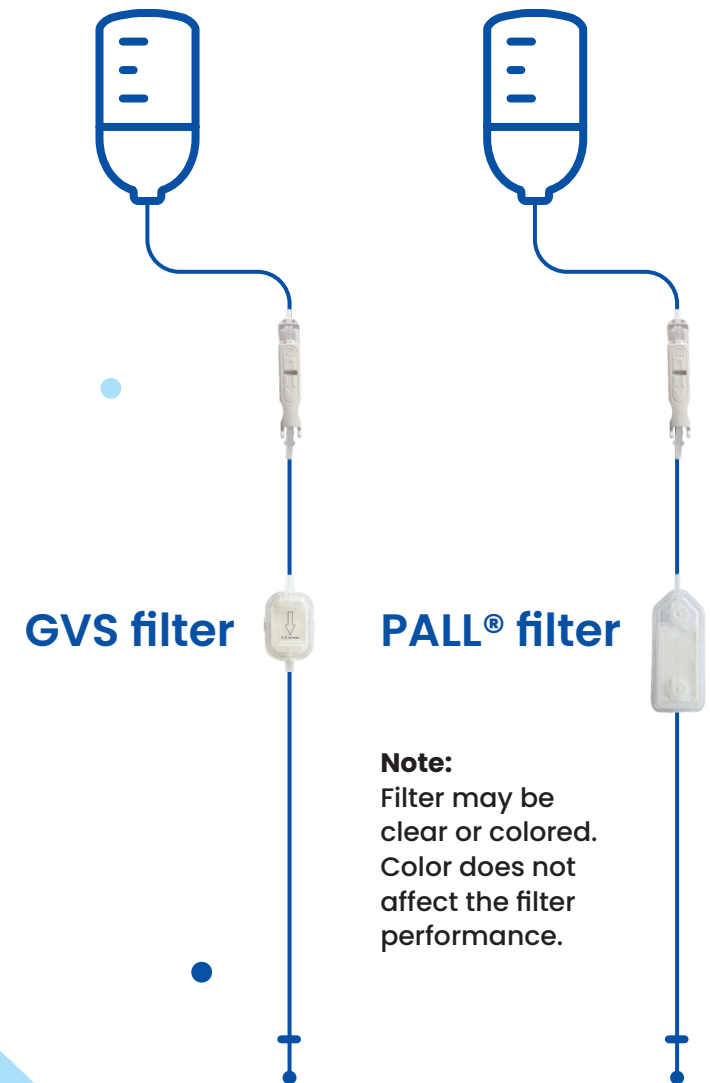 GVS filter
PALL® filter
Note:
Filter may be
clear or colored.
Color does not
affect the filter
performance.